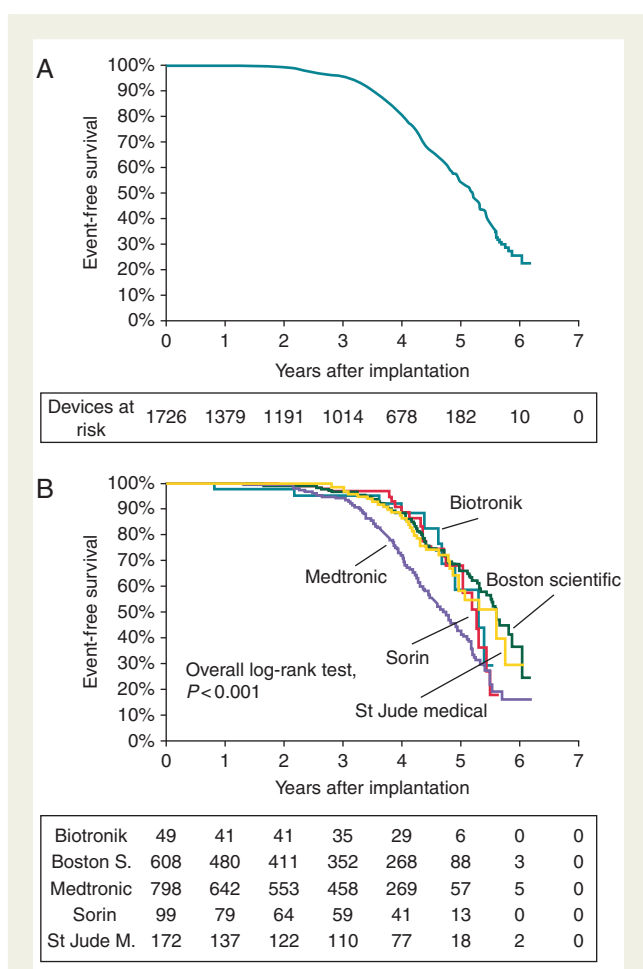 A
100%
90%
80%
70%
60%
50%
40%
30%
20%
10%
0%
Event-free survival
0 1 2 3 4 5 6 7
Years after implantation
Devices at risk 1726 1379 1191 1014 678 182 10 0
B
100%
90%
80%
70%
60%
50%
40%
30%
20%
10%
0%
Event-free survival
Biotronik
Medtronic
Boston scientific
Sorin
St Jude medical
Overall log-rank test,
P<0.001
0 1 2 3 4 5 6 7
Years after implantation
Biotronik 49 41 41 35 29 6 0 0
Boston S. 608 480 411 352 268 88 3 0
Medtronic 798 642 553 458 269 57 5 0
Sorin 99 79 64 59 41 13 0 0
St Jude M. 172 137 122 110 77 18 2 0